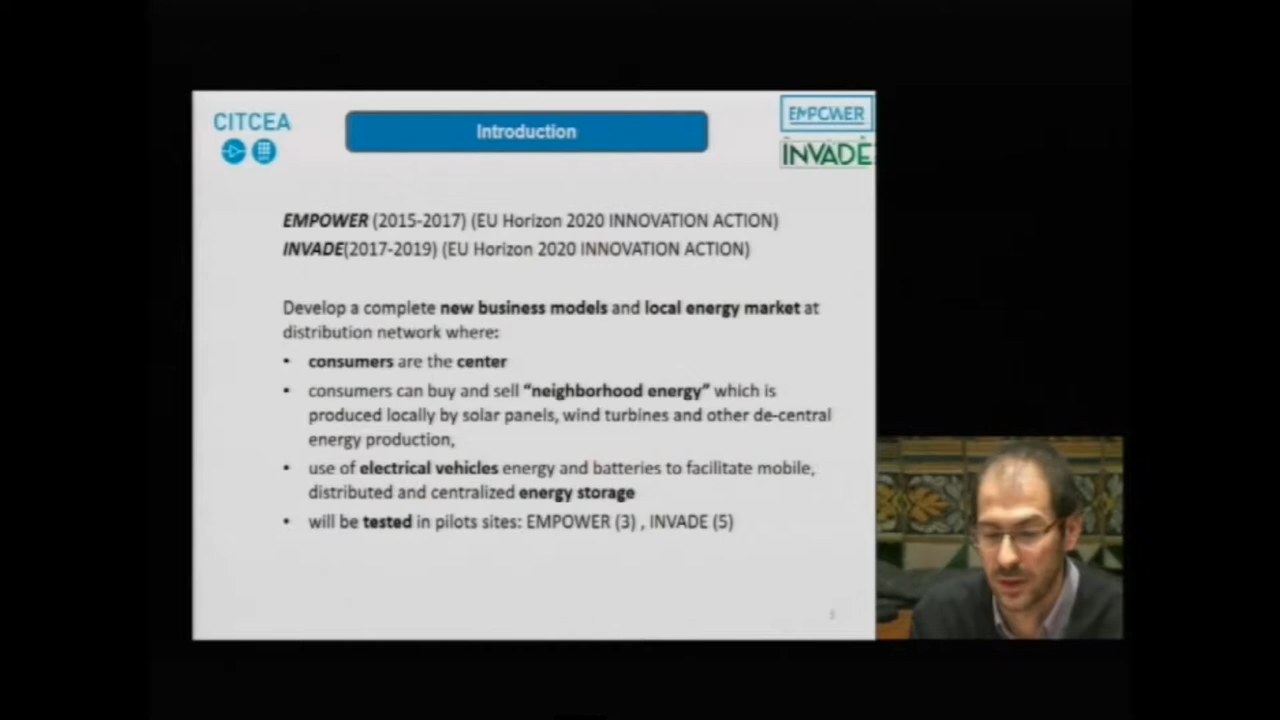 CITCEA
Introduction
EMPOWER
INVADE
EMPOWER (2015-2017) (EU Horizon 2020 INNOVATION ACTION)
INVADE(2017-2019) (EU Horizon 2020 INNOVATION ACTION)
Develop a complete new business models and local energy market at
distribution network where:
• consumers are the center
• consumers can buy and sell “neighborhood energy” which is
produced locally by solar panels, wind turbines and other de-central
energy production,
• use of electrical vehicles energy and batteries to facilitate mobile,
distributed and centralized energy storage
• will be tested in pilots sites: EMPOWER (3) , INVADE (5)